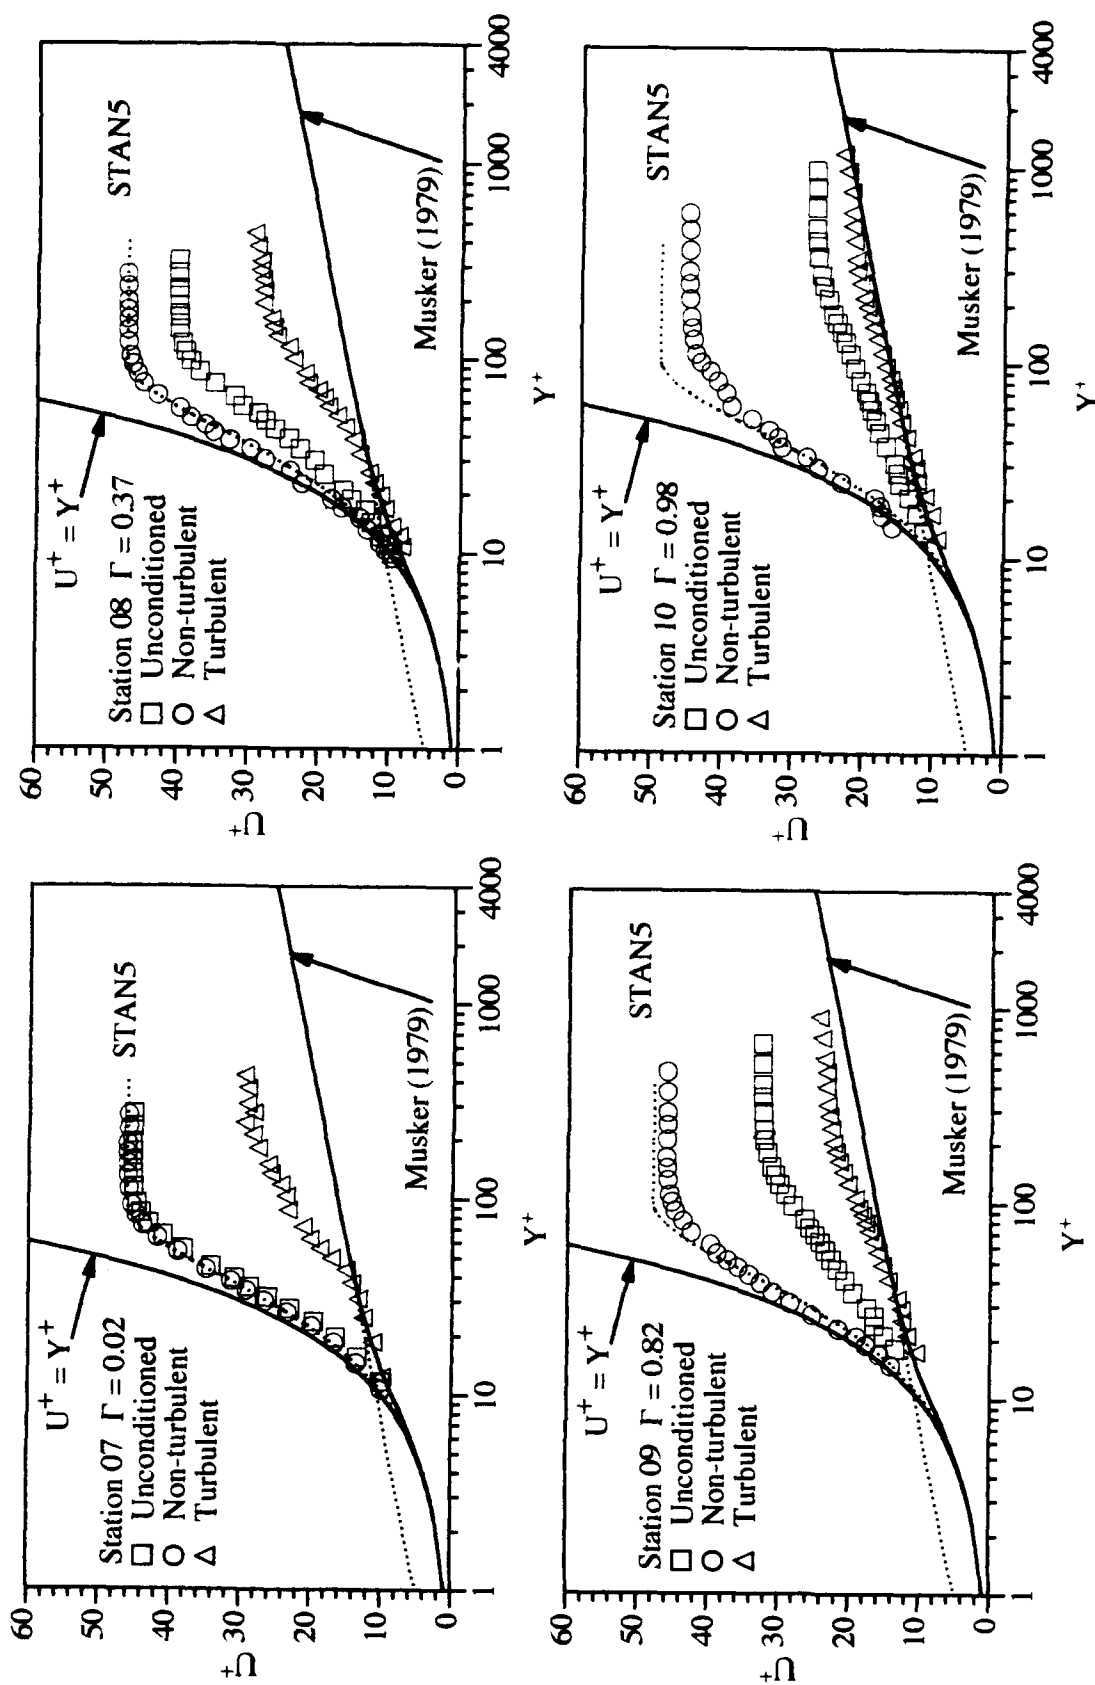 60
50
40
30
20
10
0
U+
U+ = Y+
Station 07 Γ = 0.02
□ Unconditioned
○ Non-turbulent
△ Turbulent
STAN5
Musker (1979)
1
10
100
1000
4000
Y+
60
50
40
30
20
10
0
U+
U+ = Y+
Station 08 Γ = 0.37
□ Unconditioned
○ Non-turbulent
△ Turbulent
STAN5
Musker (1979)
1
10
100
1000
4000
Y+
60
50
40
30
20
10
0
U+
U+ = Y+
Station 09 Γ = 0.82
□ Unconditioned
○ Non-turbulent
△ Turbulent
STAN5
Musker (1979)
1
10
100
1000
4000
Y+
60
50
40
30
20
10
0
U+
U+ = Y+
Station 10 Γ = 0.98
□ Unconditioned
○ Non-turbulent
△ Turbulent
STAN5
Musker (1979)
1
10
100
1000
4000
Y+